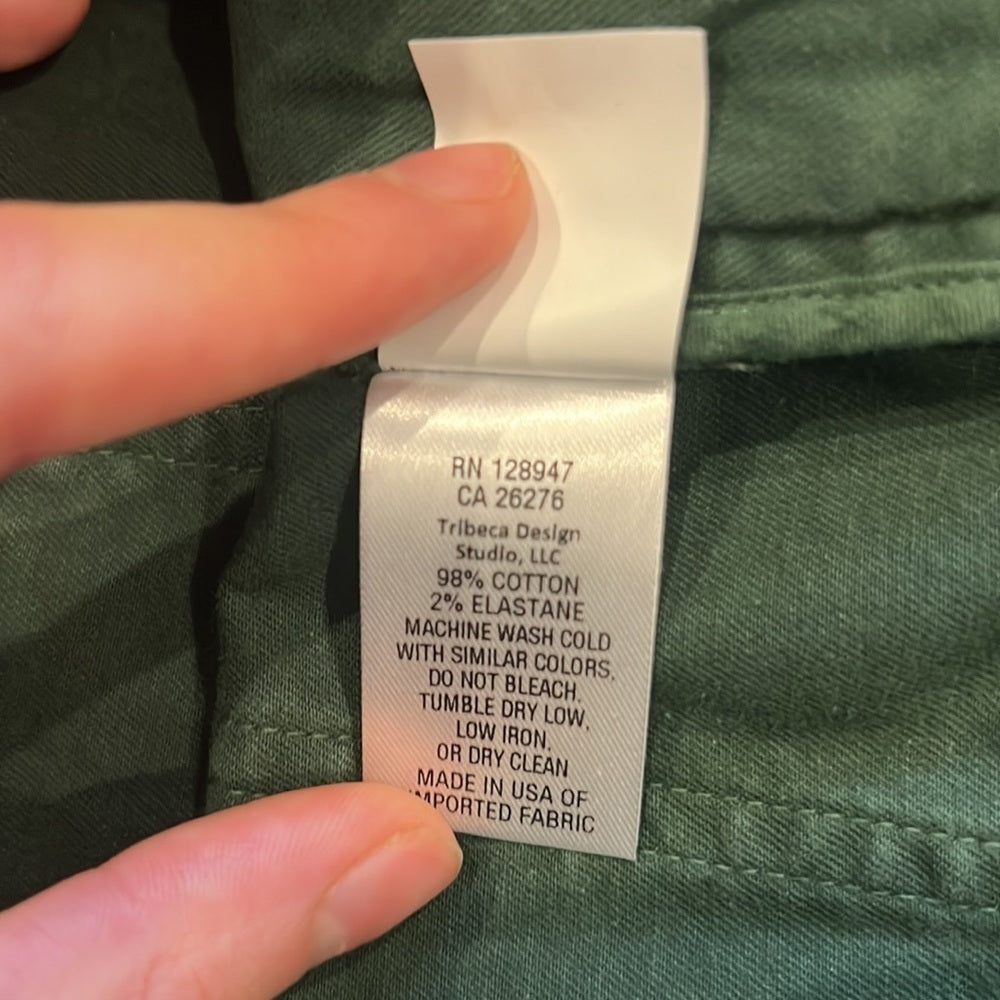 RN 128947
CA 26276
Tribeca Design
Studio, LLC
98% COTTON
2% ELASTANE
MACHINE WASH COLD
WITH SIMILAR COLORS.
DO NOT BLEACH.
TUMBLE DRY LOW.
LOW IRON.
OR DRY CLEAN
MADE IN USA OF
IMPORTED FABRIC